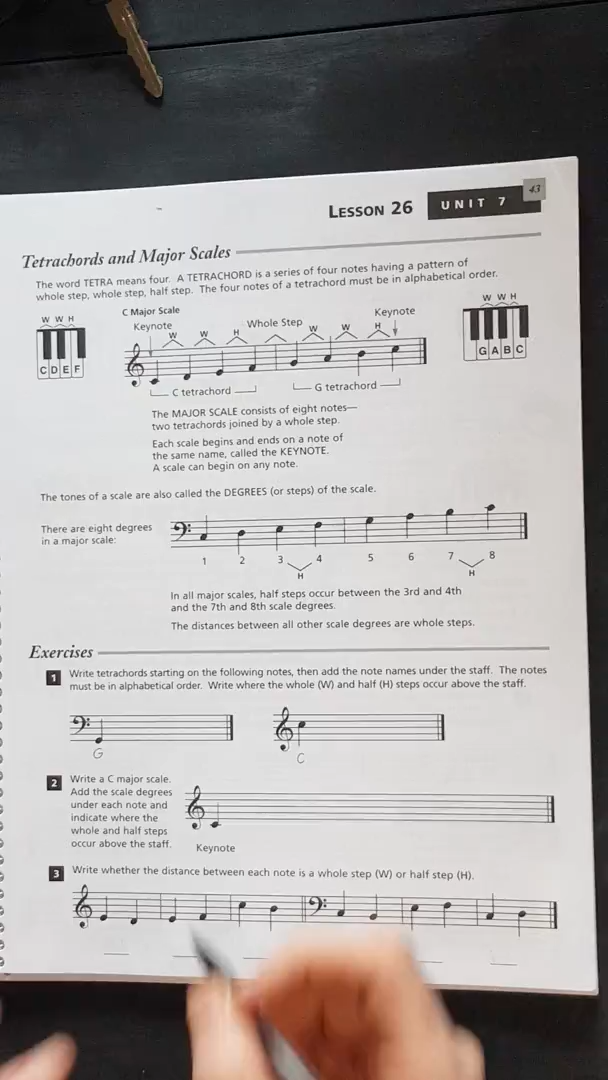 43
LESSON 26 UNIT 7
Tetrachords and Major Scales
The word TETRA means four. A TETRACHORD is a series of four notes having a pattern of
whole step, whole step, half step. The four notes of a tetrachord must be in alphabetical order.
W W H
C D E F
C Major Scale
Keynote
W W H Whole Step W W H
Keynote
C tetrachord G tetrachord
W W H
G A B C
The MAJOR SCALE consists of eight notes—
two tetrachords joined by a whole step.
Each scale begins and ends on a note of
the same name, called the KEYNOTE.
A scale can begin on any note.
The tones of a scale are also called the DEGREES (or steps) of the scale.
There are eight degrees
in a major scale:
1 2 3 4 5 6 7 8
H H
In all major scales, half steps occur between the 3rd and 4th
and the 7th and 8th scale degrees.
The distances between all other scale degrees are whole steps.
Exercises
1 Write tetrachords starting on the following notes, then add the note names under the staff. The notes
must be in alphabetical order. Write where the whole (W) and half (H) steps occur above the staff.
G C
2 Write a C major scale.
Add the scale degrees
under each note and
indicate where the
whole and half steps
occur above the staff.
Keynote
3 Write whether the distance between each note is a whole step (W) or half step (H).